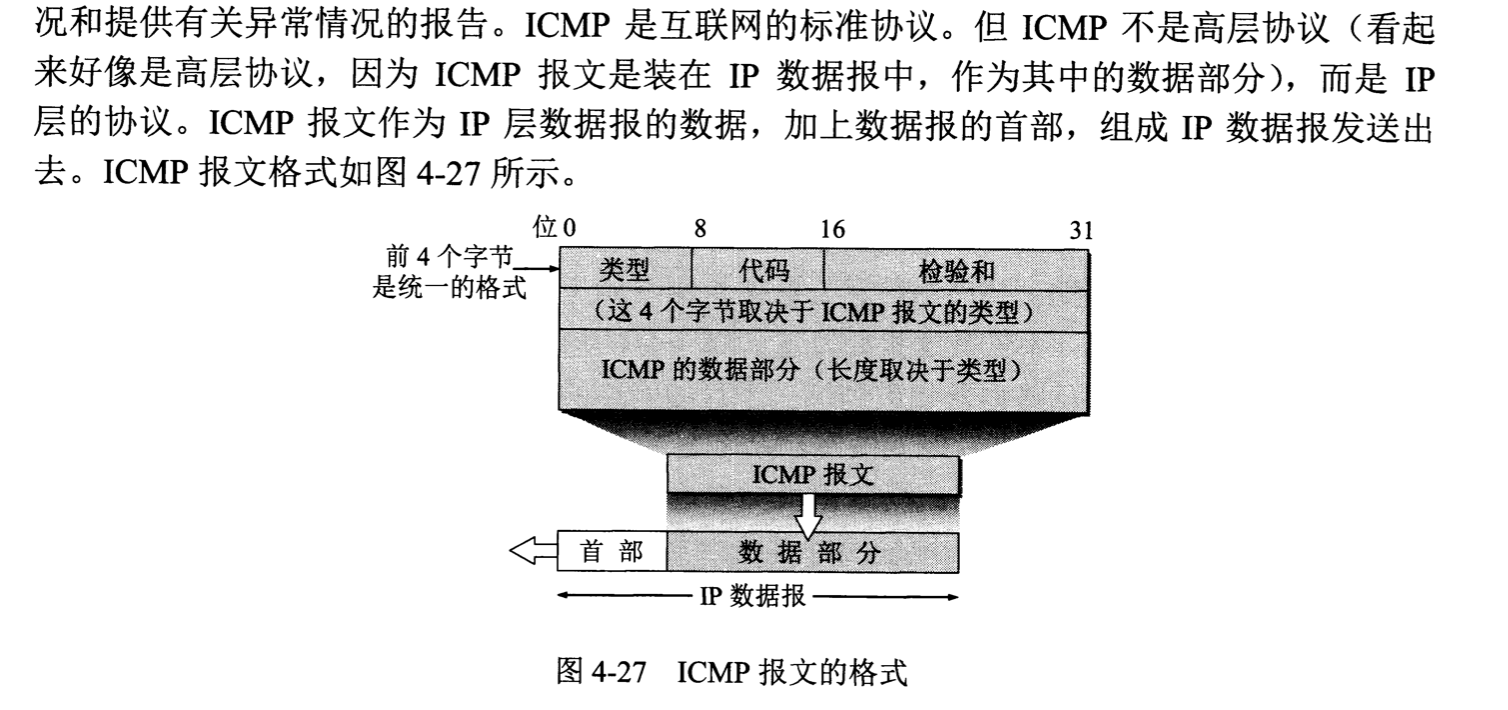 况和提供有关异常情况的报告。ICMP 是互联网的标准协议。但 ICMP 不是高层协议（看起
来好像是高层协议，因为 ICMP 报文是装在 IP 数据报中，作为其中的数据部分），而是 IP
层的协议。ICMP 报文作为 IP 层数据报的数据，加上数据报的首部，组成 IP 数据报发送出
去。ICMP 报文格式如图 4-27 所示。
位 0 8 16 31
前 4 个字节
是统一的格式
类型 代码 检验和
（这 4 个字节取决于 ICMP 报文的类型）
ICMP 的数据部分（长度取决于类型）
ICMP 报文
首 部 数 据 部 分
IP 数据报
图 4-27 ICMP 报文的格式